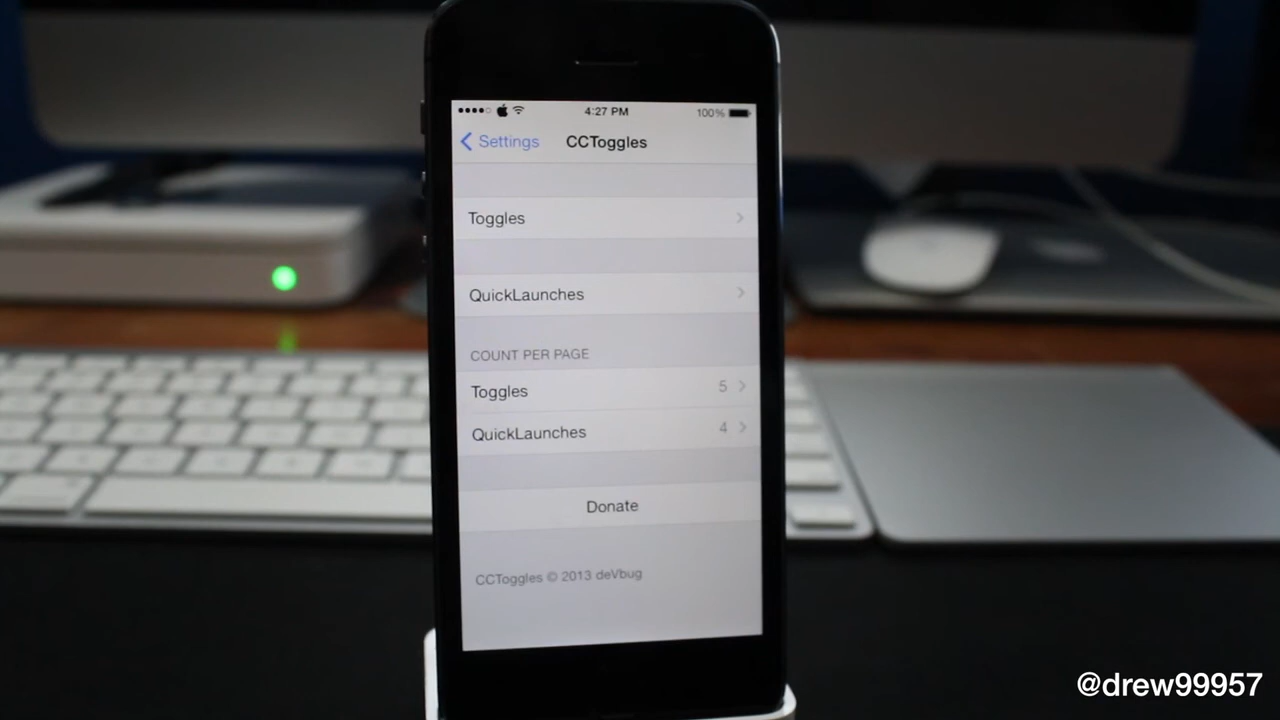 4:27 PM
100%
Settings
CCToggles
Toggles
QuickLaunches
COUNT PER PAGE
Toggles 5
QuickLaunches 4
Donate
CCToggles © 2013 deVbug
@drew99957